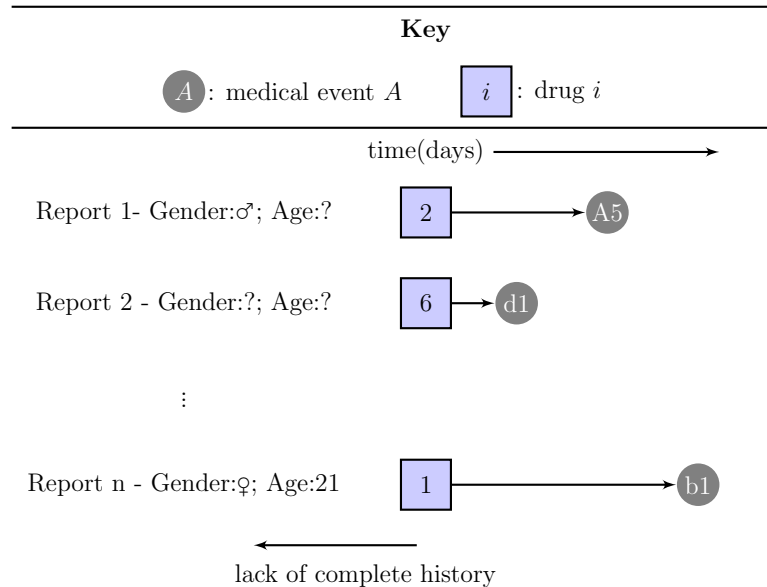 Key
A : medical event A
i : drug i
time(days)
Report 1- Gender:♂; Age:?
2
A5
Report 2 - Gender:?; Age:?
6
d1
⋮
Report n - Gender:♀; Age:21
1
b1
lack of complete history